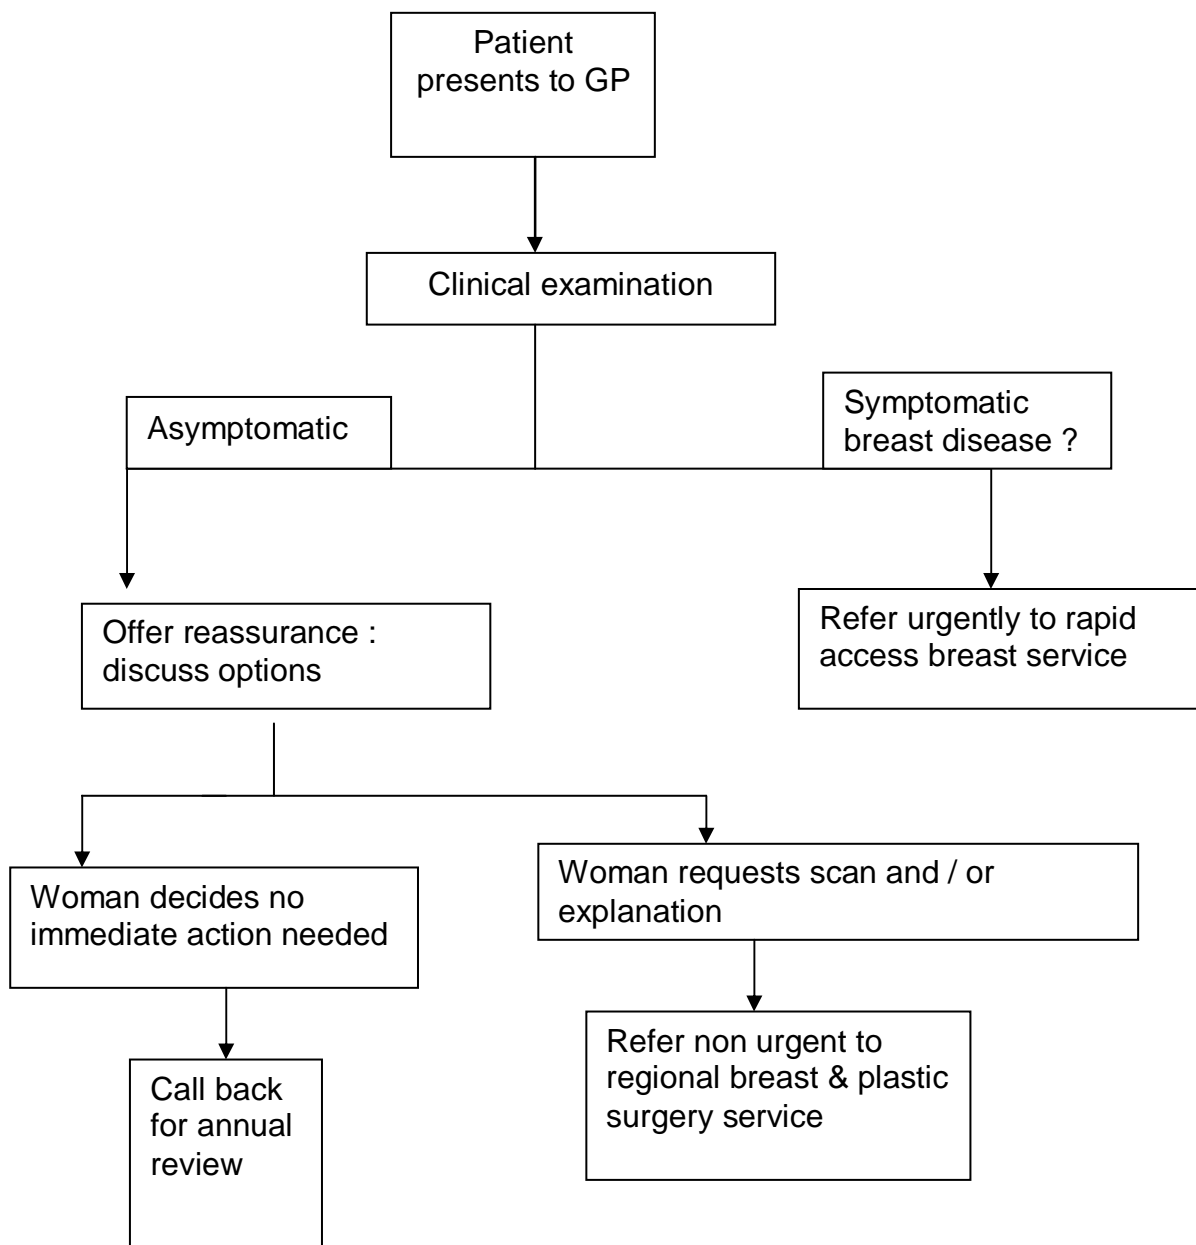 Patient
presents to GP
Clinical examination
Asymptomatic
Symptomatic
breast disease ?
Offer reassurance :
discuss options
Refer urgently to rapid
access breast service
Woman decides no
immediate action needed
Woman requests scan and / or
explanation
Call back
for annual
review
Refer non urgent to
regional breast & plastic
surgery service